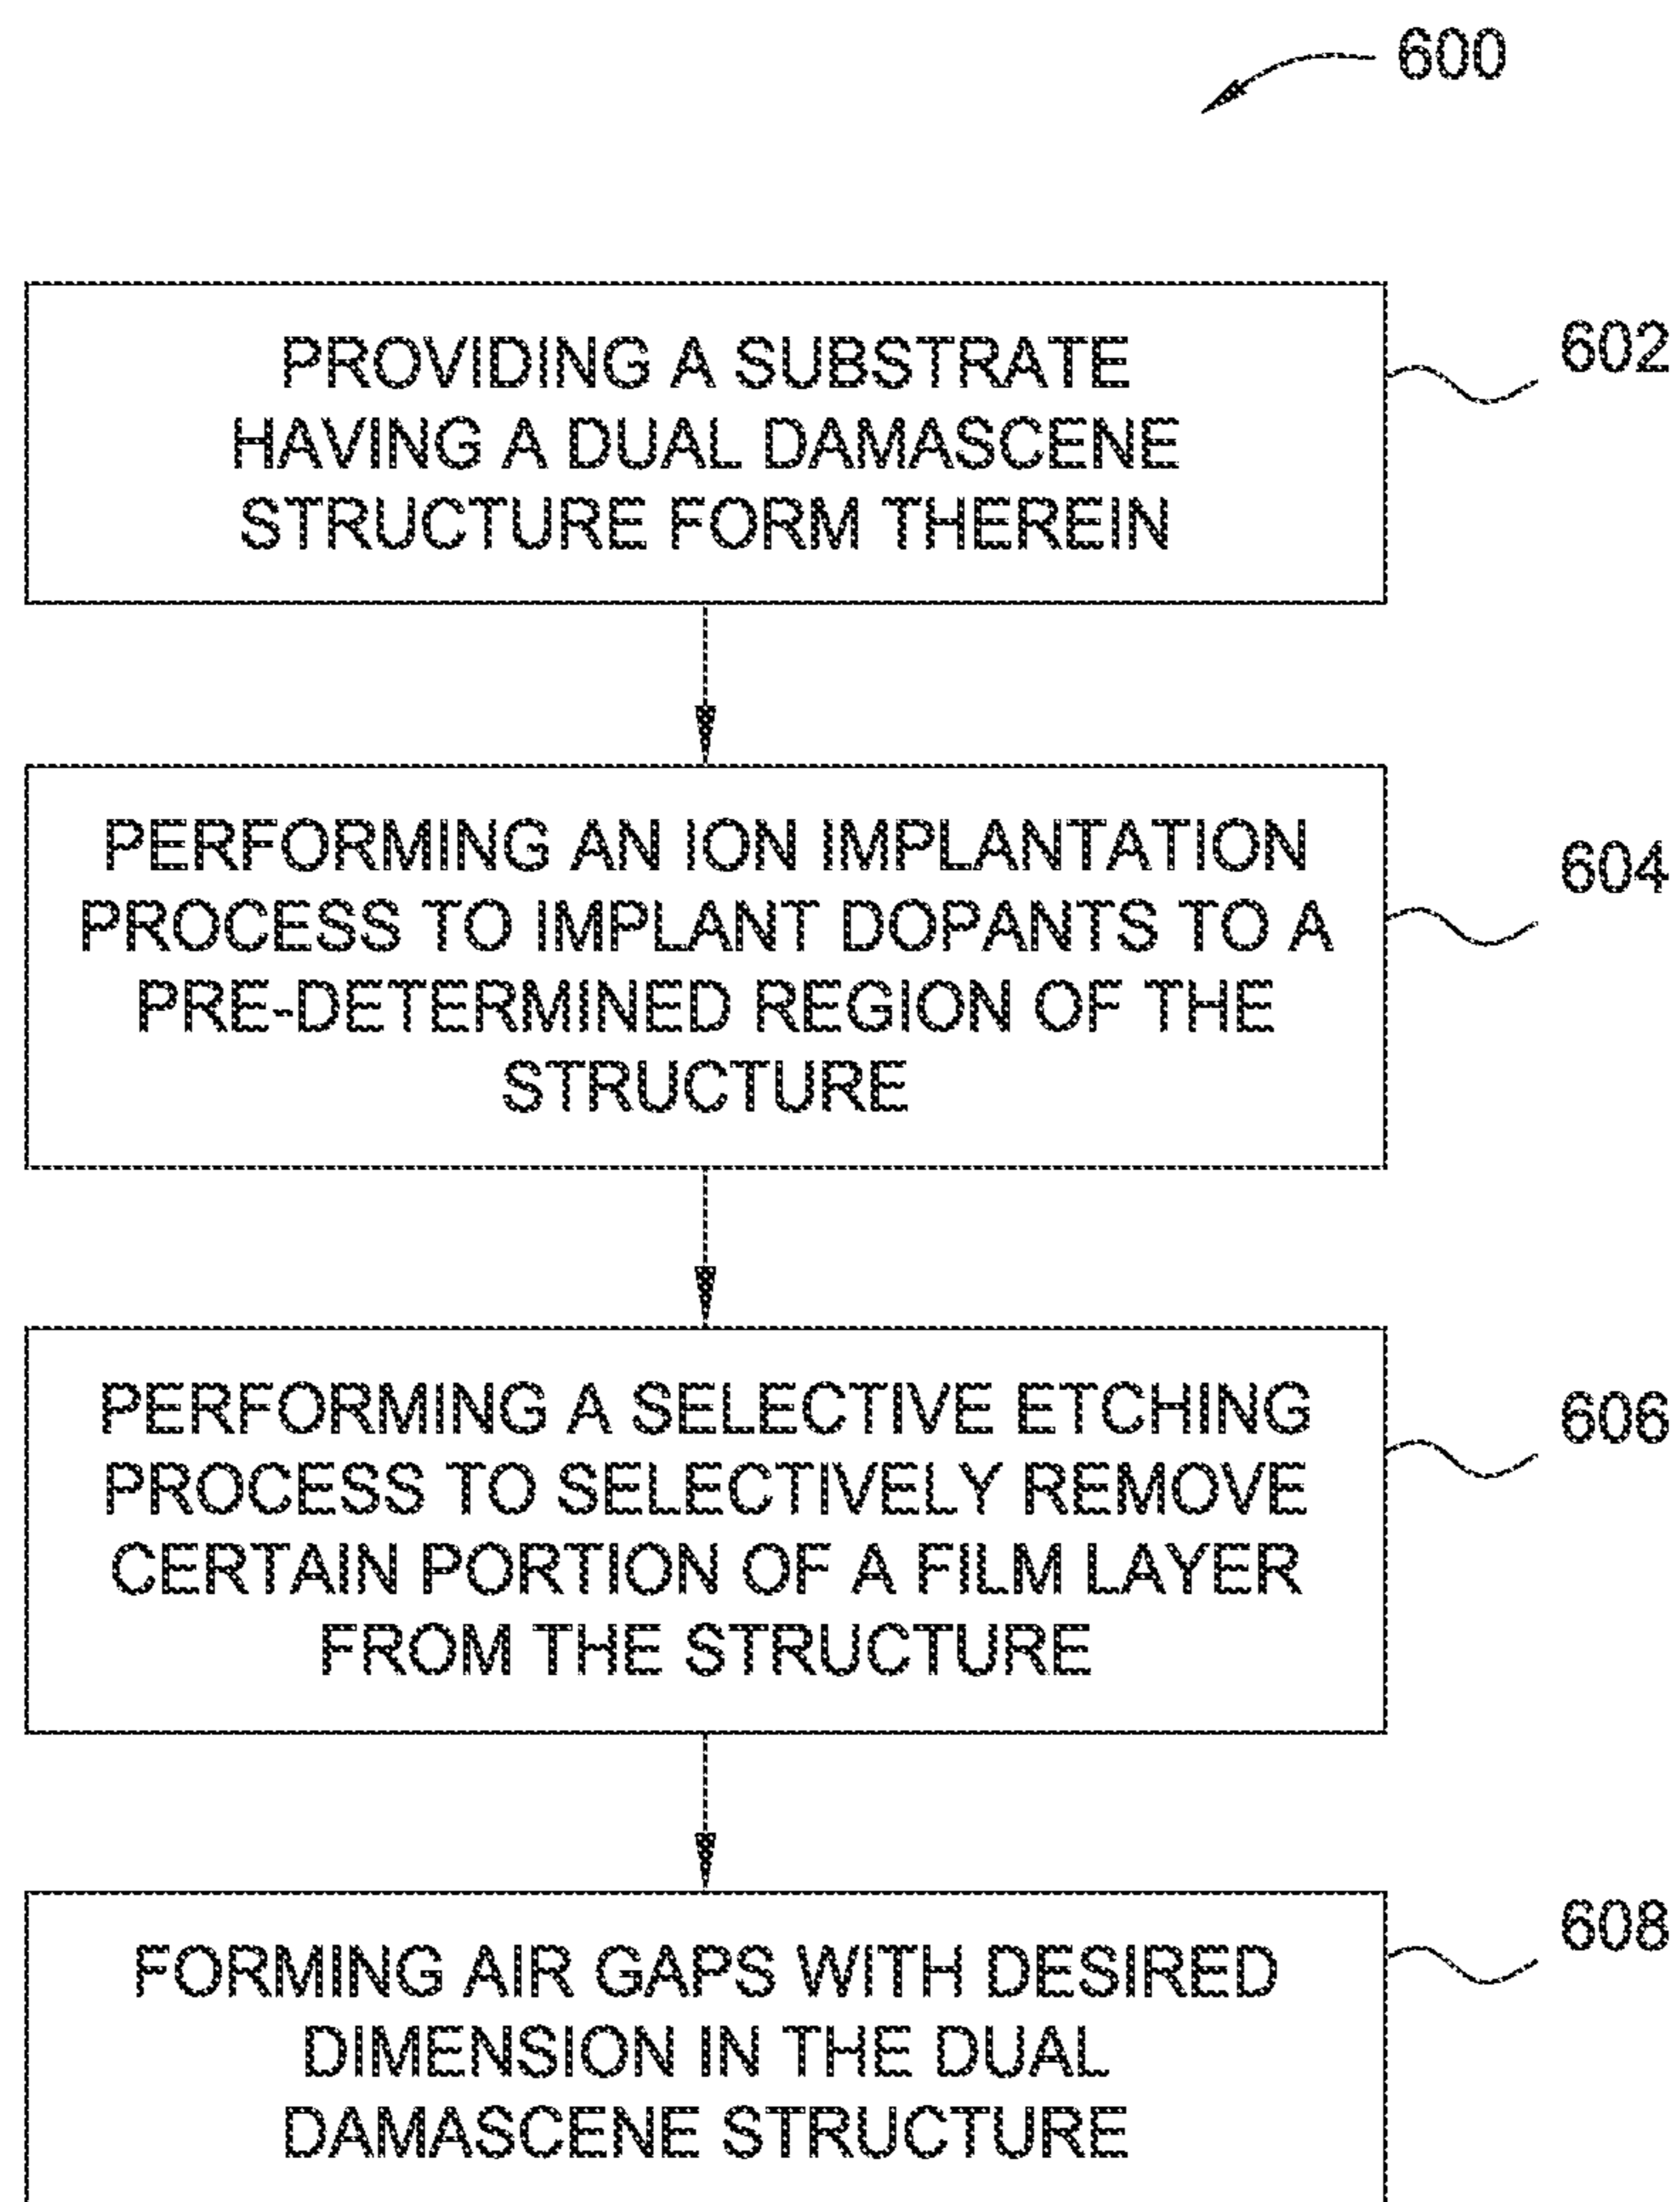 600
PROVIDING A SUBSTRATE
HAVING A DUAL DAMASCENE
STRUCTURE FORM THEREIN
602
PERFORMING AN ION IMPLANTATION
PROCESS TO IMPLANT DOPANTS TO A
PRE-DETERMINED REGION OF THE
STRUCTURE
604
PERFORMING A SELECTIVE ETCHING
PROCESS TO SELECTIVELY REMOVE
CERTAIN PORTION OF A FILM LAYER
FROM THE STRUCTURE
606
FORMING AIR GAPS WITH DESIRED
DIMENSION IN THE DUAL
DAMASCENE STRUCTURE
608